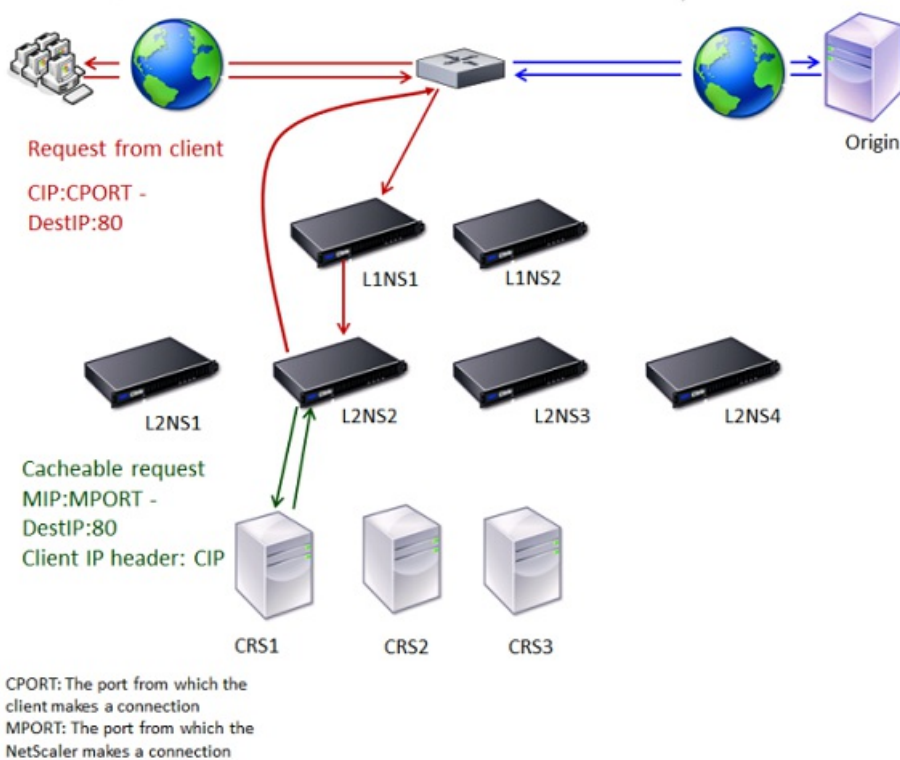 Origin
Request from client
CIP:CPORT -
DestIP:80
L1NS1
L1NS2
L2NS1
L2NS2
L2NS3
L2NS4
Cacheable request
MIP:MPORT -
DestIP:80
Client IP header: CIP
CRS1
CRS2
CRS3
CPORT: The port from which the
client makes a connection
MPORT: The port from which the
NetScaler makes a connection